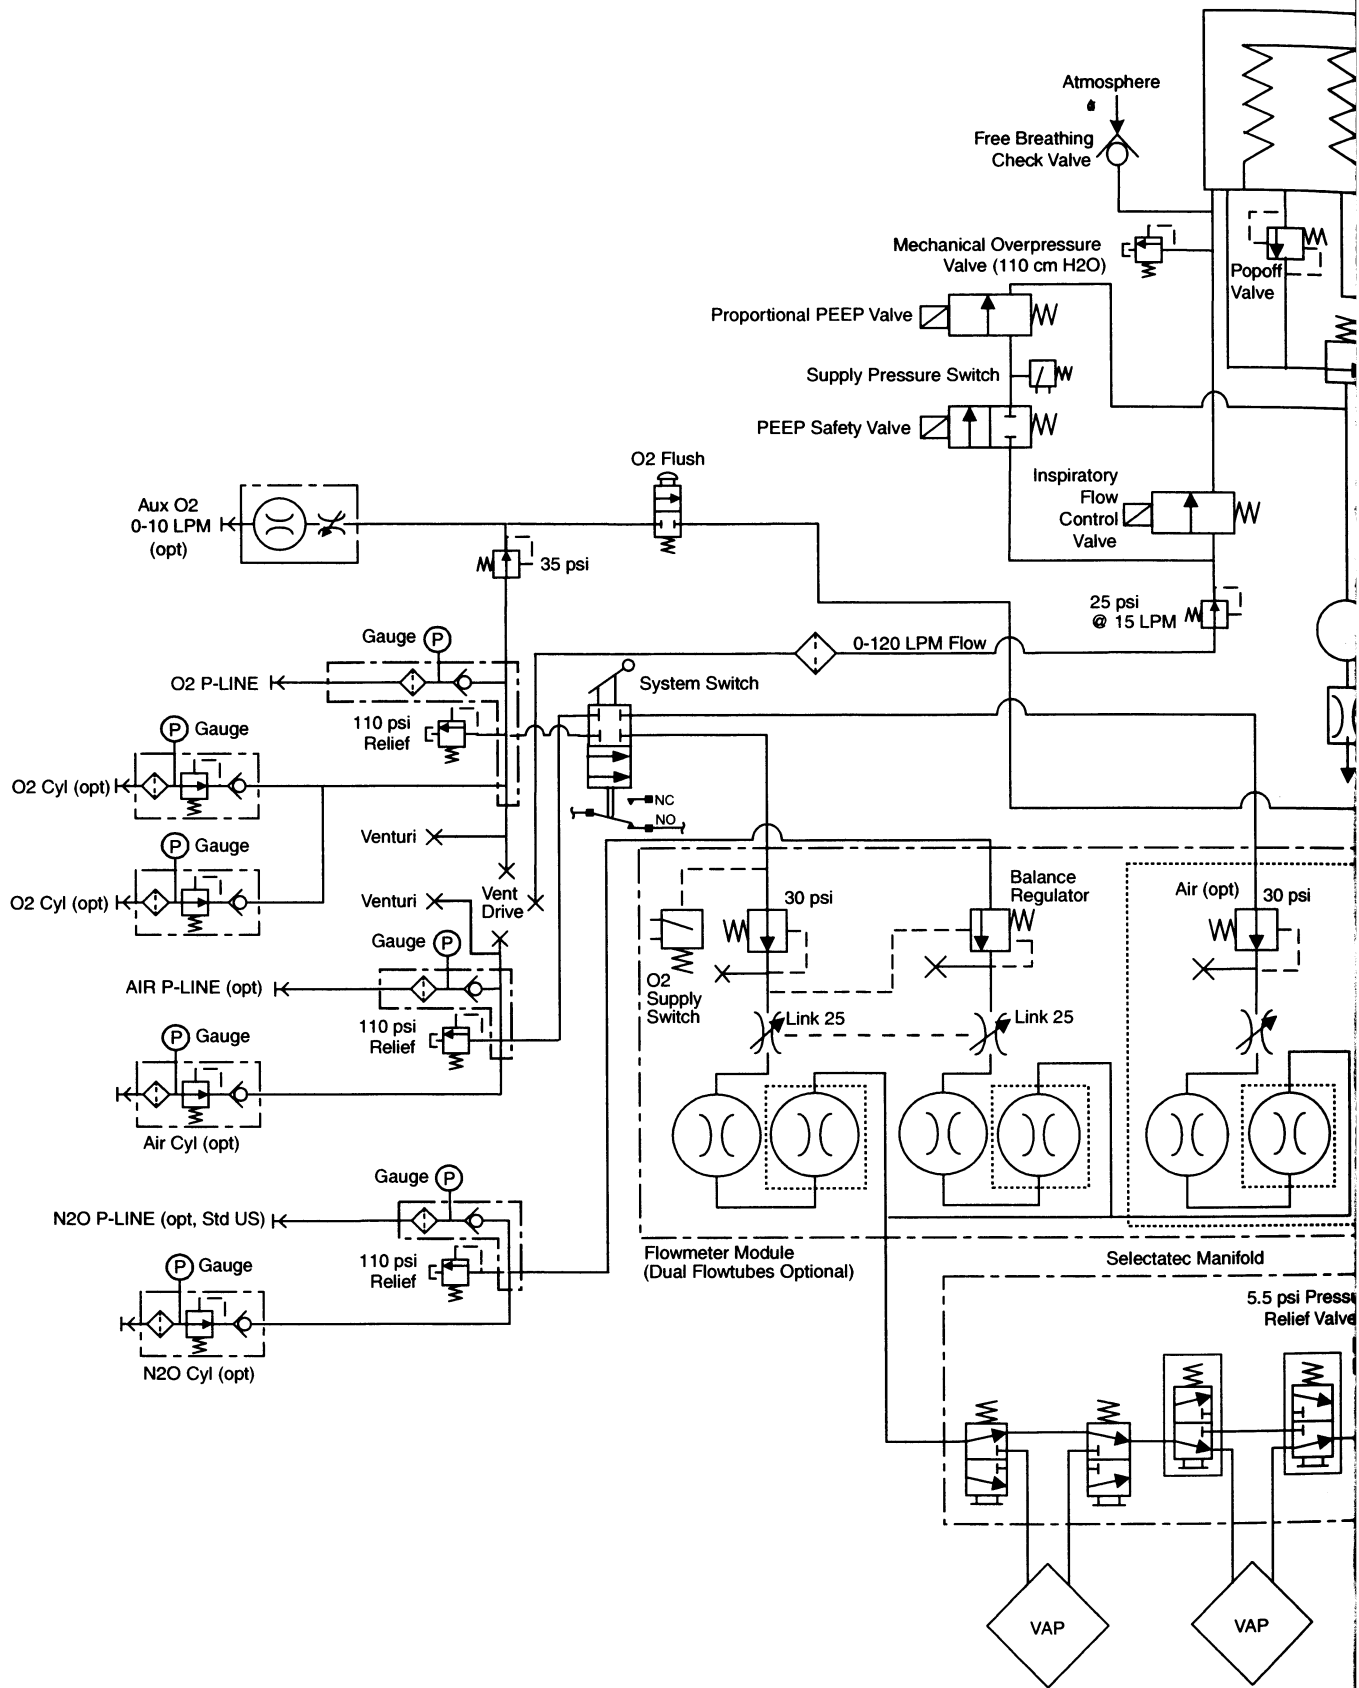 Atmosphere
Free Breathing
Check Valve
Mechanical Overpressure
Valve (110 cm H2O)
Popoff
Valve
Proportional PEEP Valve
Supply Pressure Switch
PEEP Safety Valve
O2 Flush
Inspiratory
Flow
Control
Valve
Aux O2
0-10 LPM
(opt)
35 psi
25 psi
@ 15 LPM
Gauge
P
0-120 LPM Flow
O2 P-LINE
System Switch
110 psi
Relief
P
Gauge
O2 Cyl (opt)
NC
NO
Venturi
P
Gauge
O2 Cyl (opt)
Venturi
Vent
Drive
Gauge
P
AIR P-LINE (opt)
110 psi
Relief
P
Gauge
Air Cyl (opt)
30 psi
Balance
Regulator
Air (opt)
30 psi
O2
Supply
Switch
Link 25
Link 25
Gauge
P
N2O P-LINE (opt, Std US)
110 psi
Relief
P
Gauge
N2O Cyl (opt)
Flowmeter Module
(Dual Flowtubes Optional)
Selectatec Manifold
5.5 psi
Relief Valve
VAP
VAP